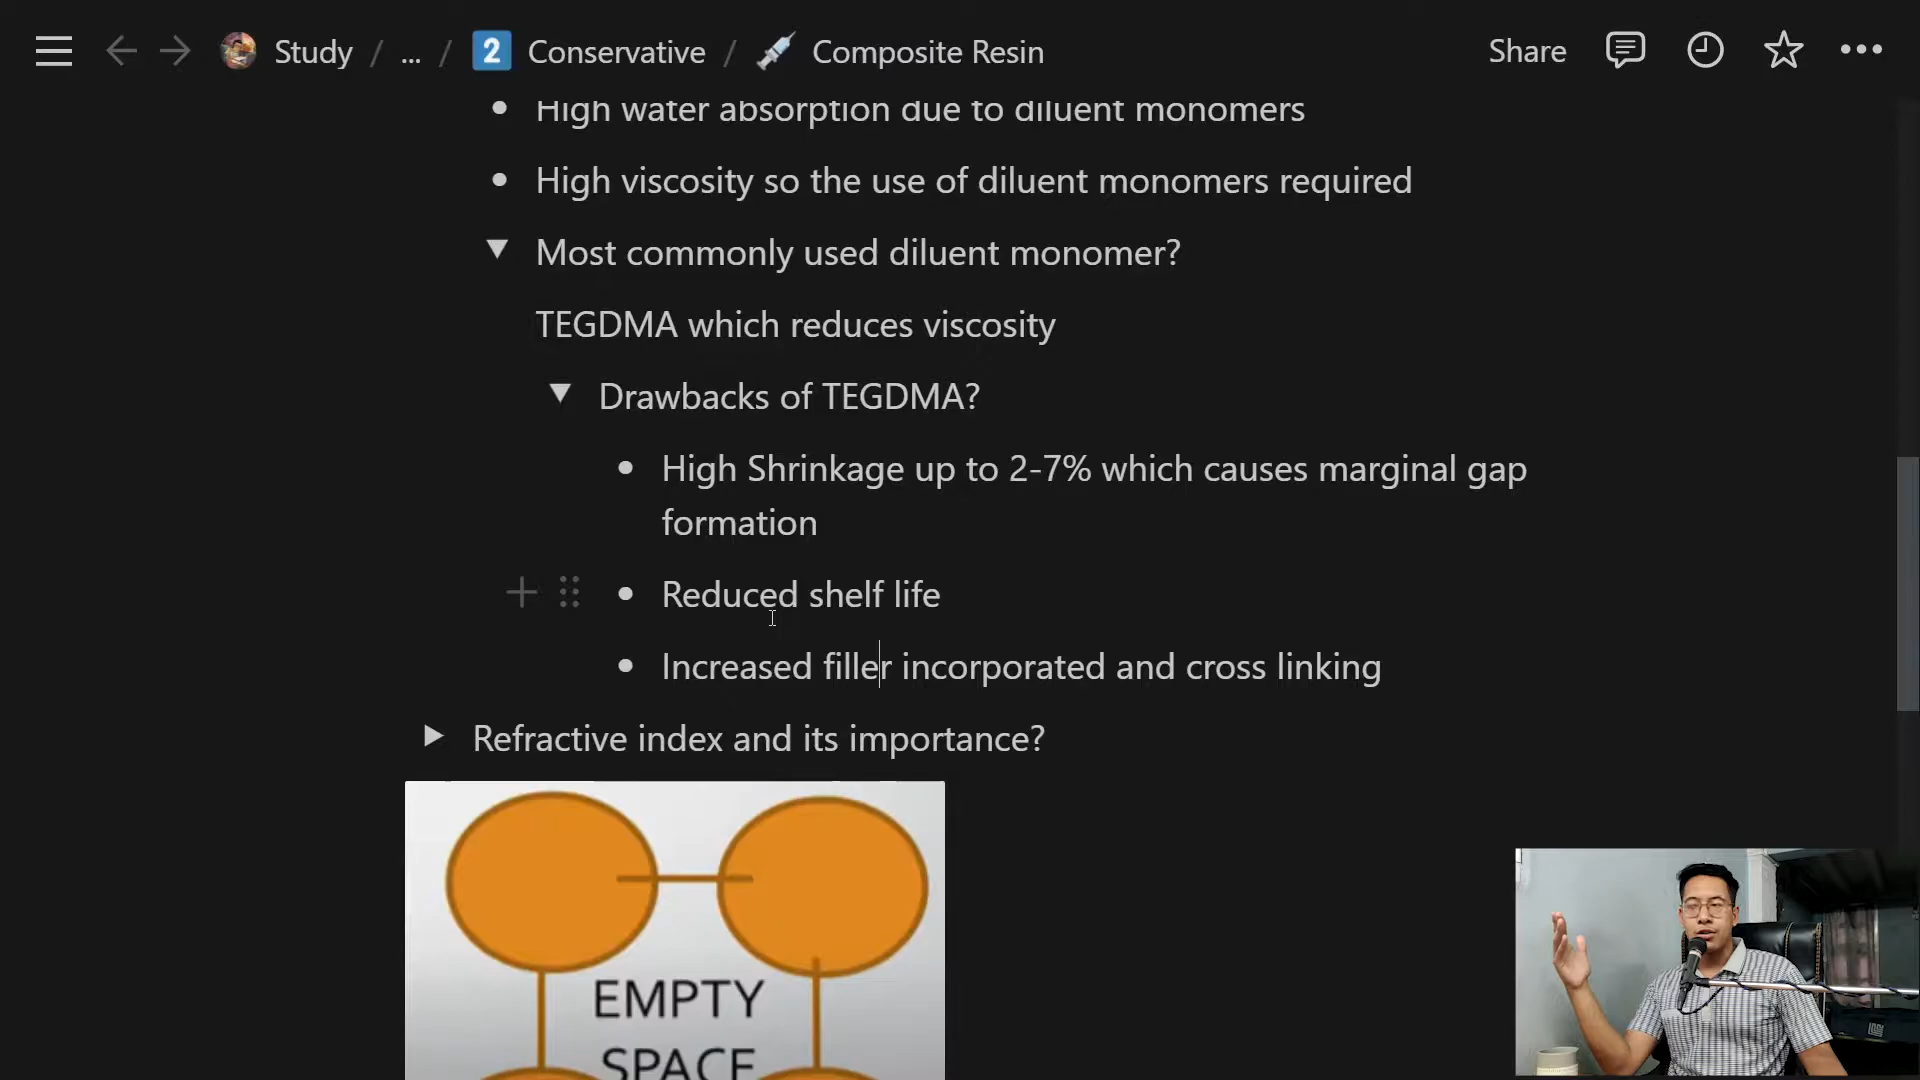 Study / ... / 2 Conservative / Composite Resin
Share
High water absorption due to diluent monomers
High viscosity so the use of diluent monomers required
Most commonly used diluent monomer?
TEGDMA which reduces viscosity
Drawbacks of TEGDMA?
High Shrinkage up to 2-7% which causes marginal gap
formation
Reduced shelf life
Increased filler incorporated and cross linking
Refractive index and its importance?
EMPTY
SPACE